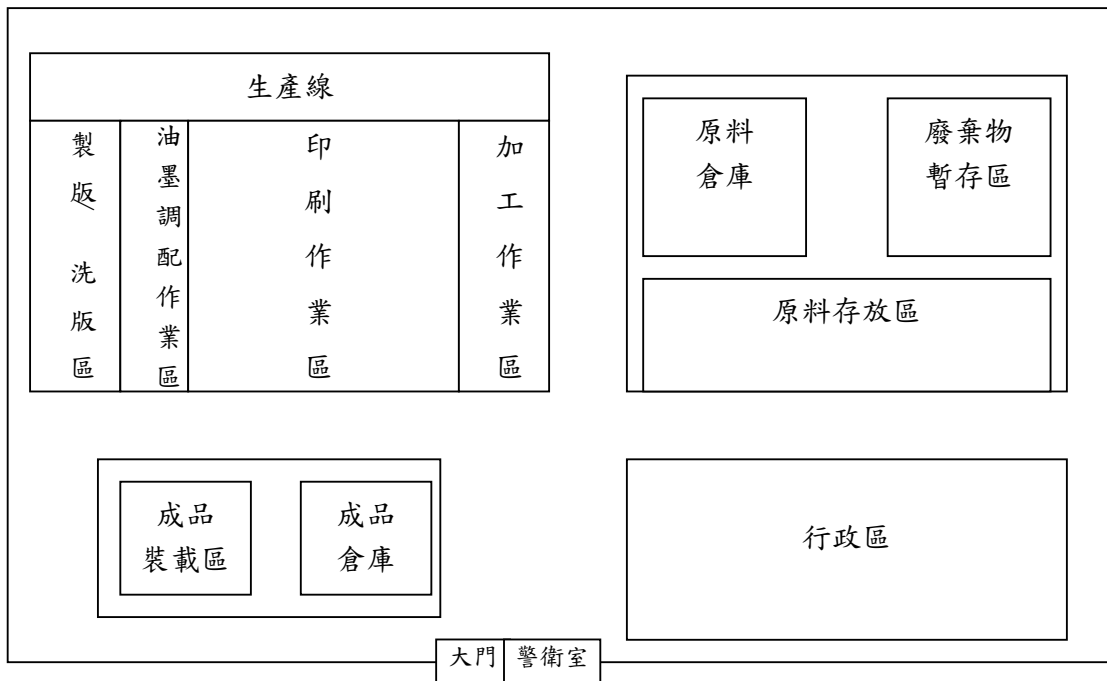 生產線
製版/洗版區
油墨調配作業區
印刷作業區
加工作業區
原料
倉庫
廢棄物
暫存區
原料存放區
成品
裝載區
成品
倉庫
行政區
大門
警衛室